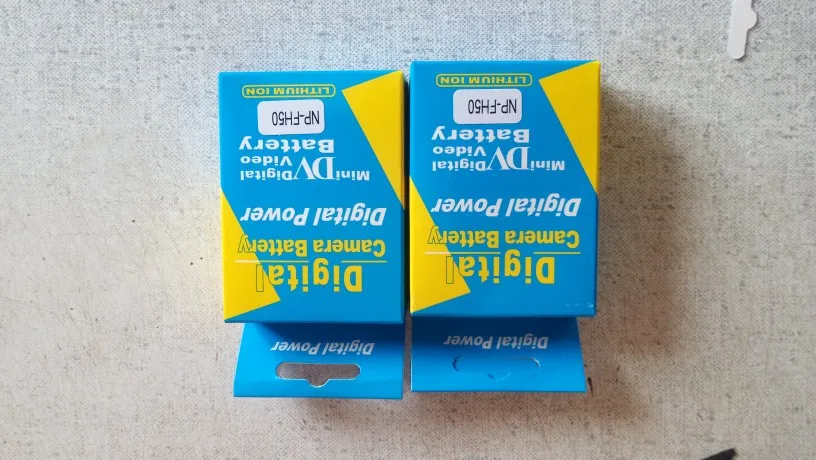 Digital Power
Digital
Camera Battery
Digital Power
Mini DV Digital
Video
Battery
NP-FH50
LITHIUM ION
Digital Power
Digital
Camera Battery
Digital Power
Mini DV Digital
Video
Battery
NP-FH50
LITHIUM ION